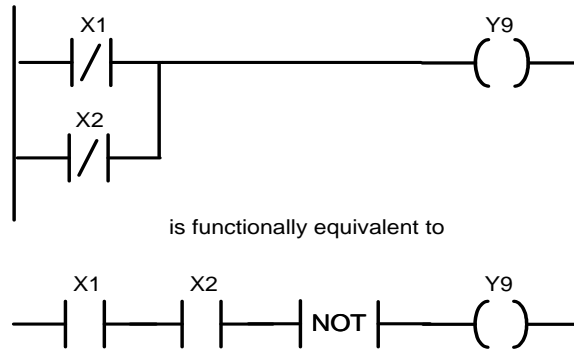 X1 Y9
X2
is functionally equivalent to
X1 X2 Y9
NOT